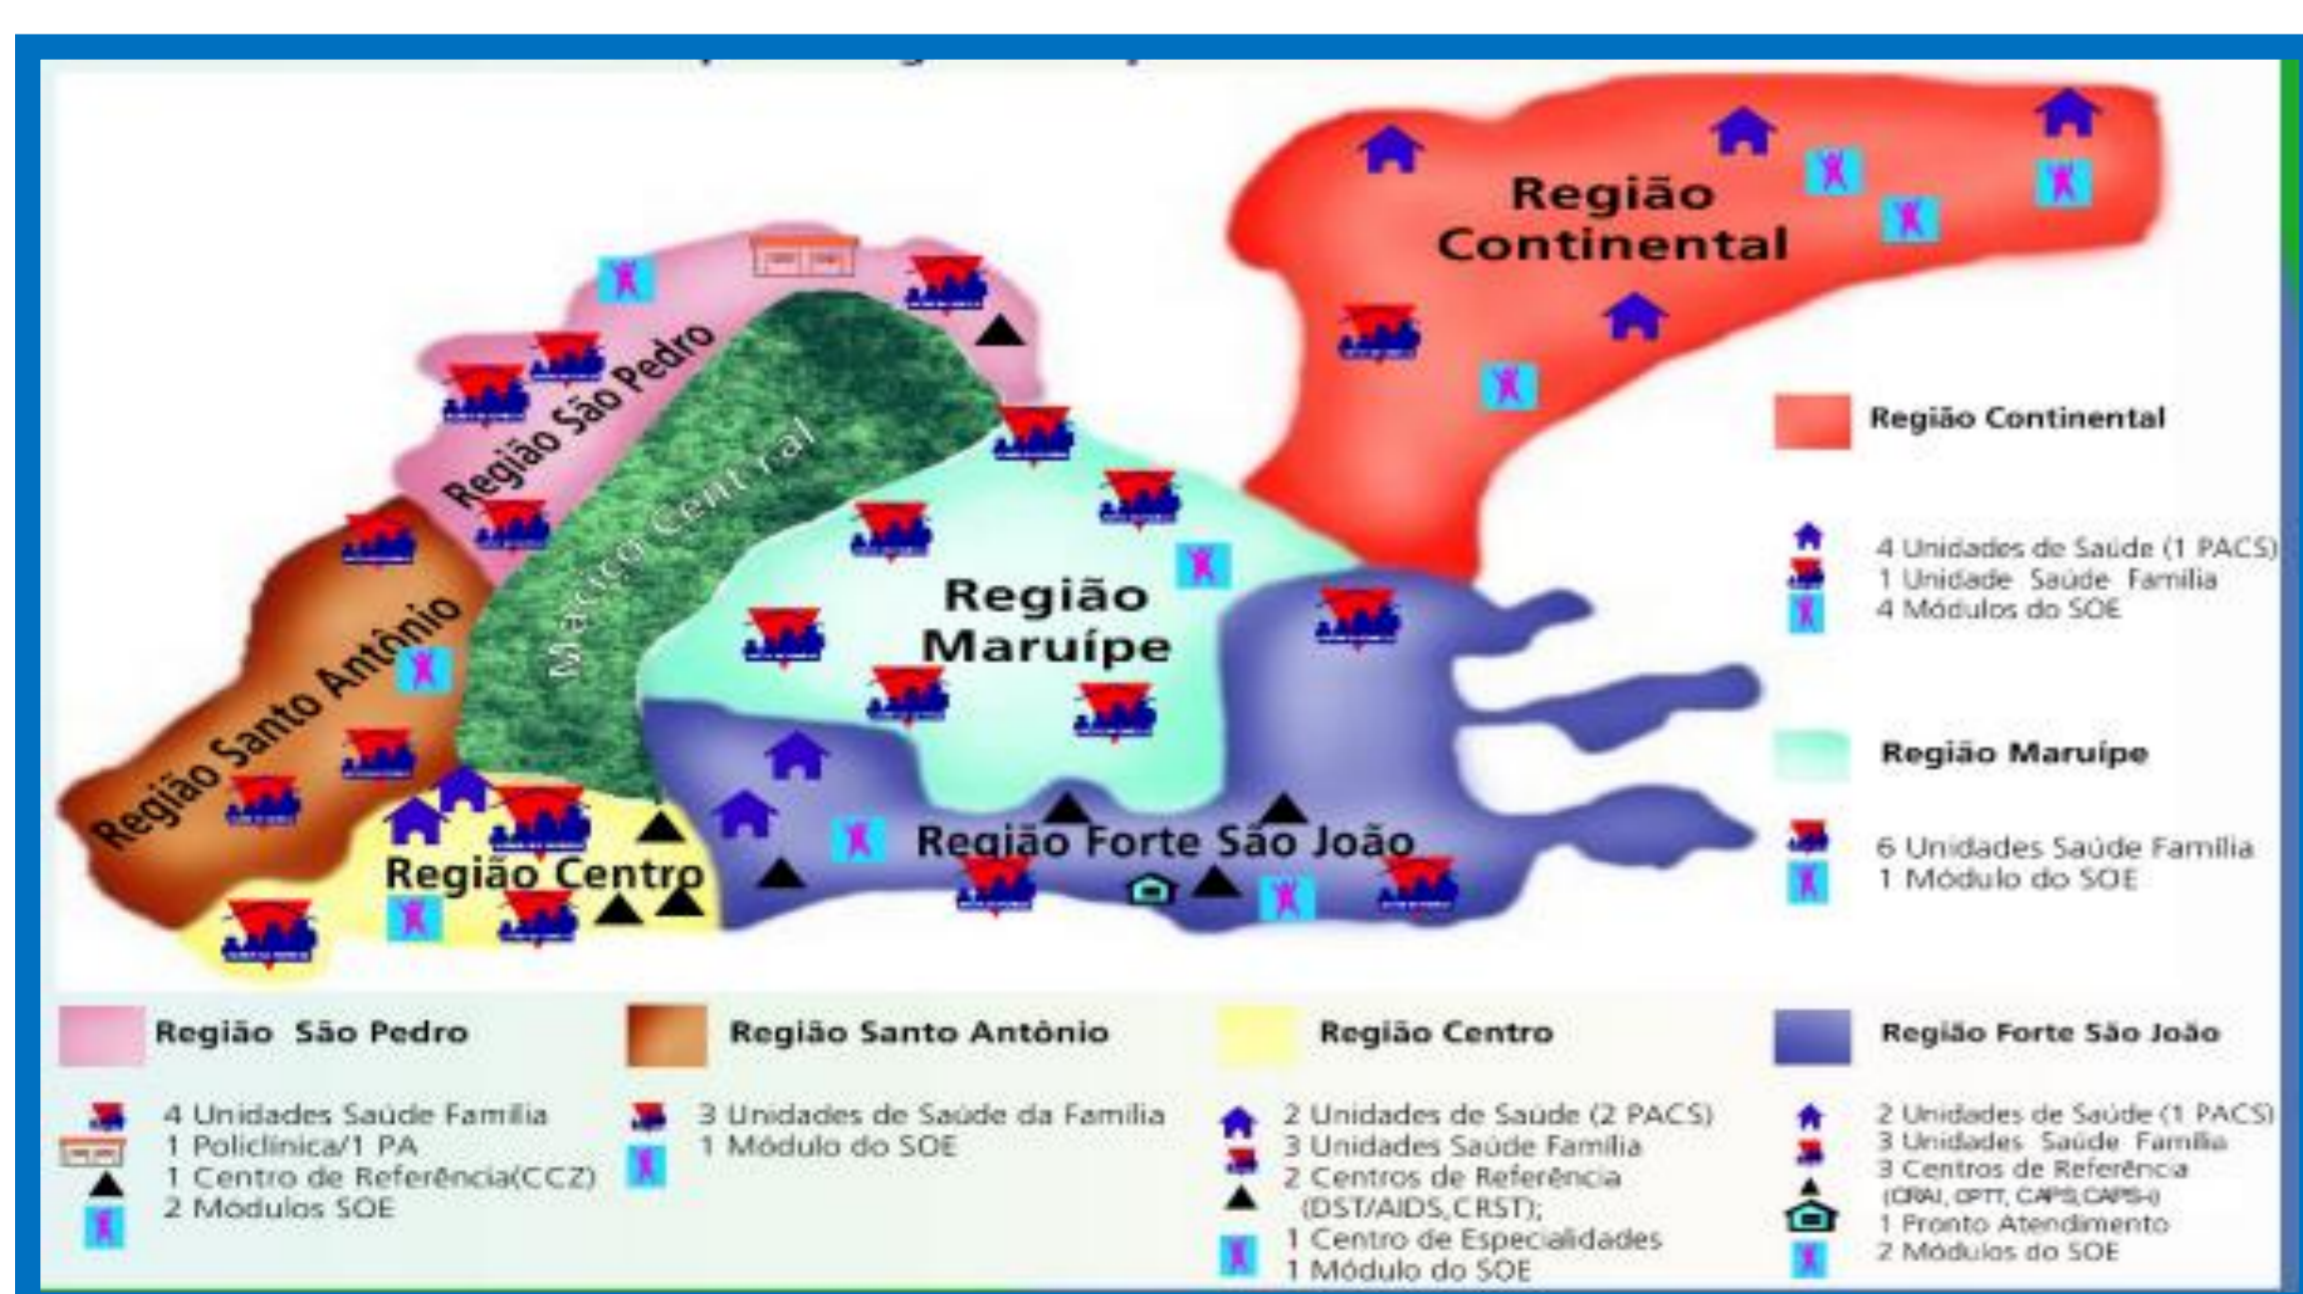 Região
Continental
Região São Pedro
Maciço Central
Região Santo Antônio
Região
Maruípe
Região Forte São João
Região Centro
Região Continental
4 Unidades de Saúde (1 PACS)
1 Unidade Saúde Família
4 Módulos do SOE
Região Maruípe
6 Unidades Saúde Família
1 Módulo do SOE
Região São Pedro
4 Unidades Saúde Família
1 Policlínica/1 PA
1 Centro de Referência(CCZ)
2 Módulos SOE
Região Santo Antônio
3 Unidades de Saúde da Família
1 Módulo do SOE
Região Centro
2 Unidades de Saúde (2 PACS)
3 Unidades Saúde Família
2 Centros de Referência
(DST/AIDS,CRST);
1 Centro de Especialidades
1 Módulo do SOE
Região Forte São João
2 Unidades de Saúde (1 PACS)
3 Unidades Saúde Família
3 Centros de Referência
(CRAI, CPTT, CAPS,CAPS-i)
1 Pronto Atendimento
2 Módulos do SOE